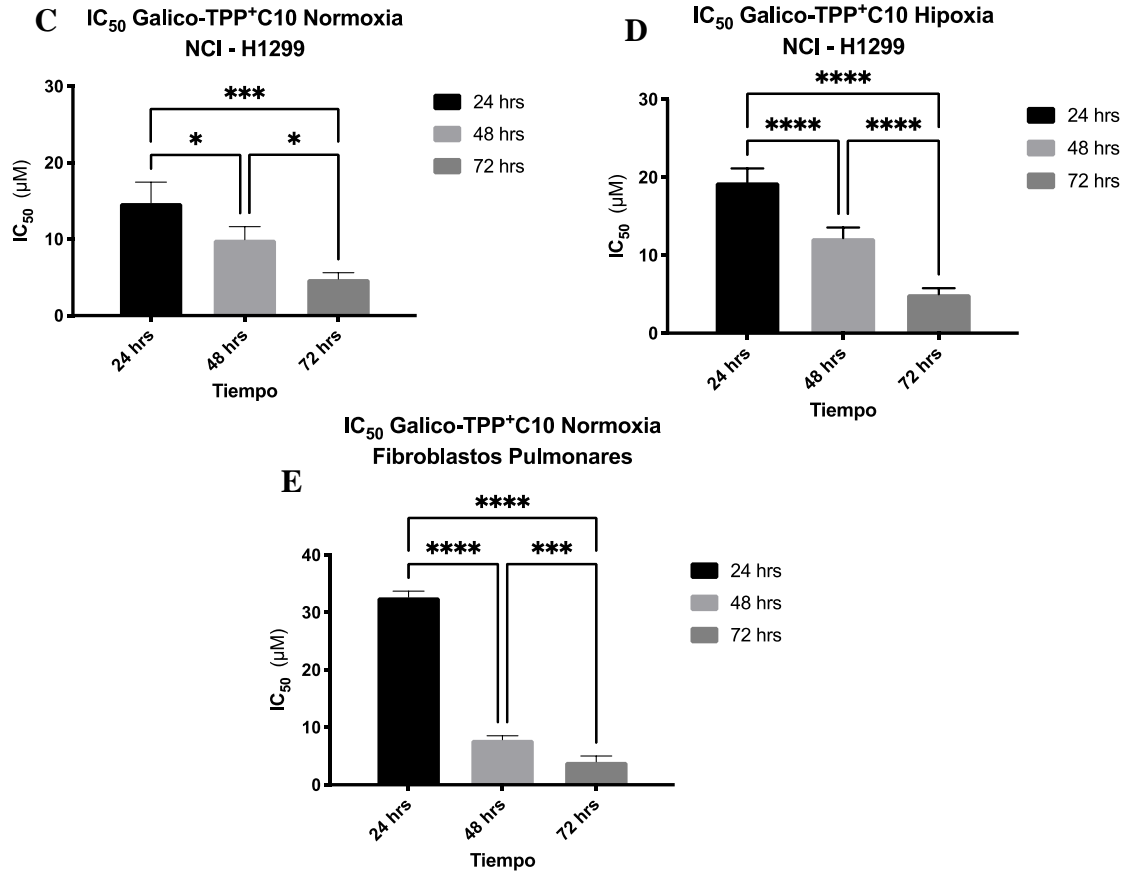 C
IC₅₀ Galico-TPP⁺C10 Normoxia
NCI - H1299
***
*
*
30
20
10
0
IC₅₀ (µM)
24 hrs
48 hrs
72 hrs
Tiempo
24 hrs
48 hrs
72 hrs
D
IC₅₀ Galico-TPP⁺C10 Hipoxia
NCI - H1299
****
****
****
30
20
10
0
IC₅₀ (µM)
24 hrs
48 hrs
72 hrs
Tiempo
24 hrs
48 hrs
72 hrs
E
IC₅₀ Galico-TPP⁺C10 Normoxia
Fibroblastos Pulmonares
****
****
***
40
30
20
10
0
IC₅₀ (µM)
24 hrs
48 hrs
72 hrs
Tiempo
24 hrs
48 hrs
72 hrs